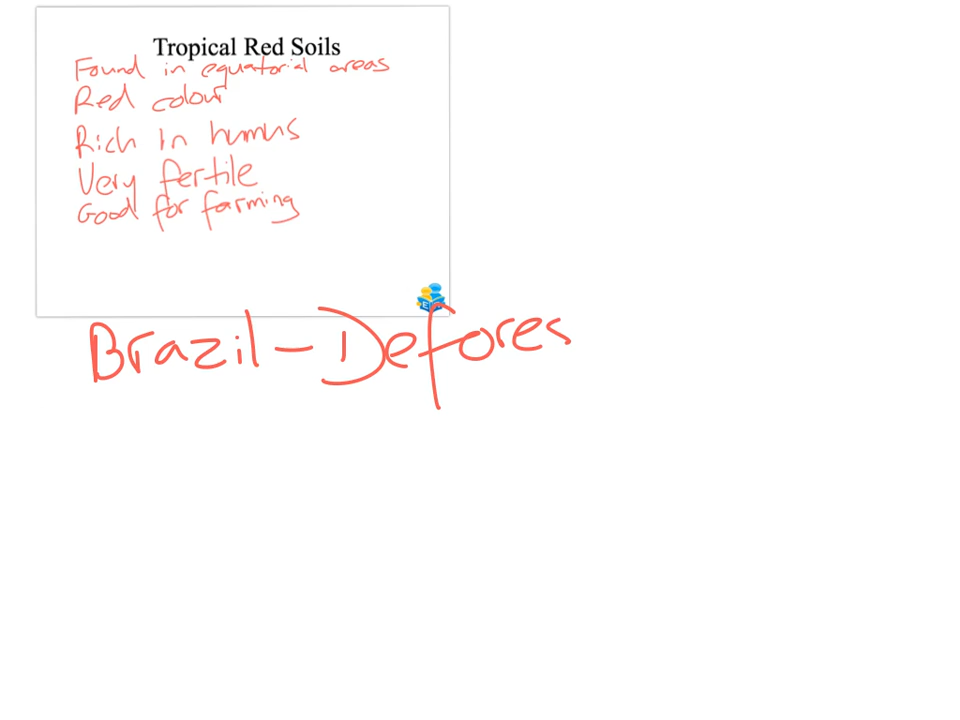 Tropical Red Soils
Found in equatorial areas
Red colour
Rich in humus
Very fertile
Good for farming
Brazil - Defores